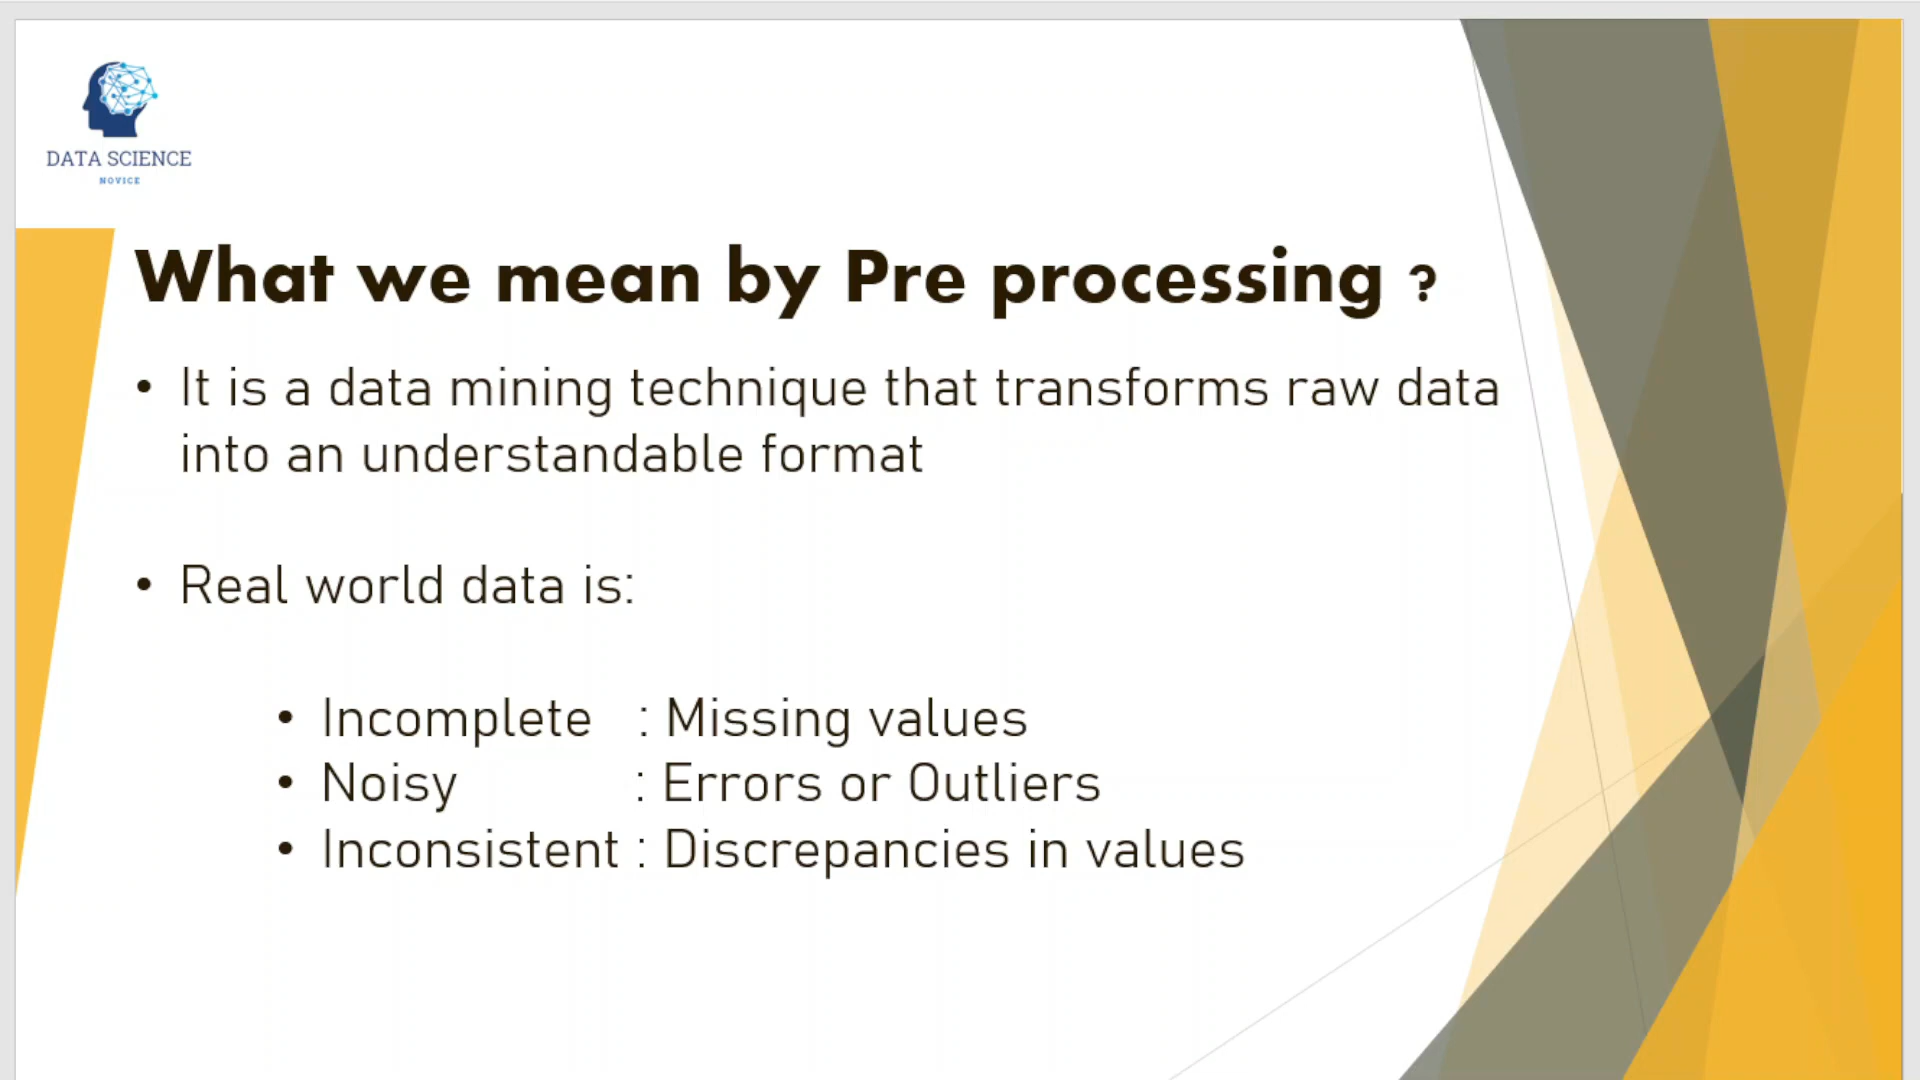 DATA SCIENCE
NOVICE
What we mean by Pre processing ?
• It is a data mining technique that transforms raw data
into an understandable format
• Real world data is:
• Incomplete : Missing values
• Noisy : Errors or Outliers
• Inconsistent : Discrepancies in values